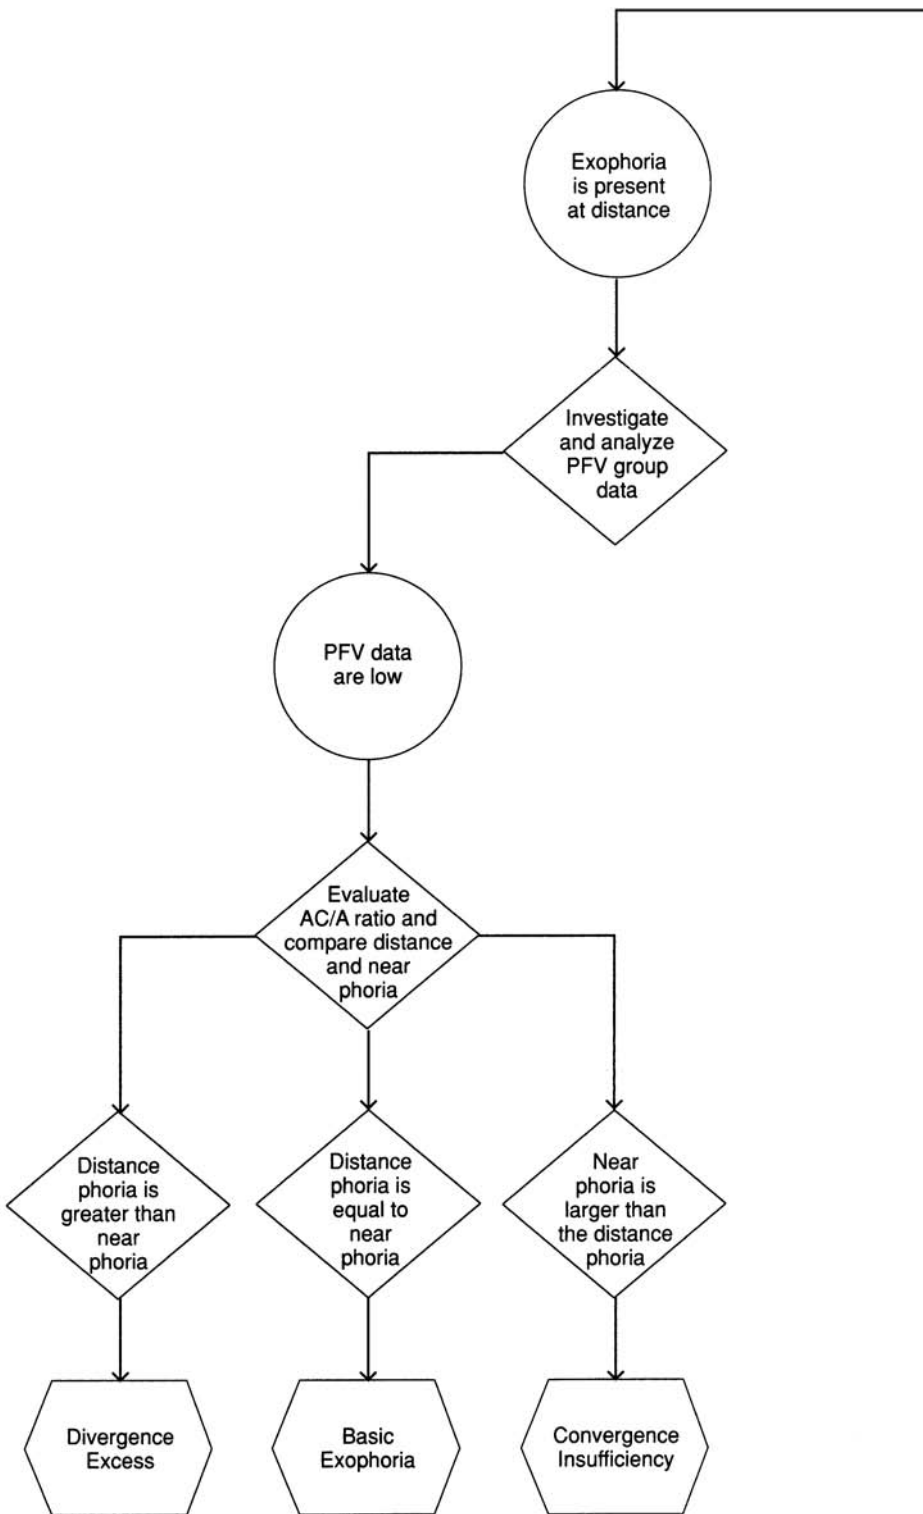 Exophoria
is present
at distance
Investigate
and analyze
PFV group
data
PFV data
are low
Evaluate
AC/A ratio and
compare distance
and near
phoria
Distance
phoria is
greater than
near
phoria
Distance
phoria is
equal to
near
phoria
Near
phoria is
larger than
the distance
phoria
Divergence
Excess
Basic
Exophoria
Convergence
Insufficiency